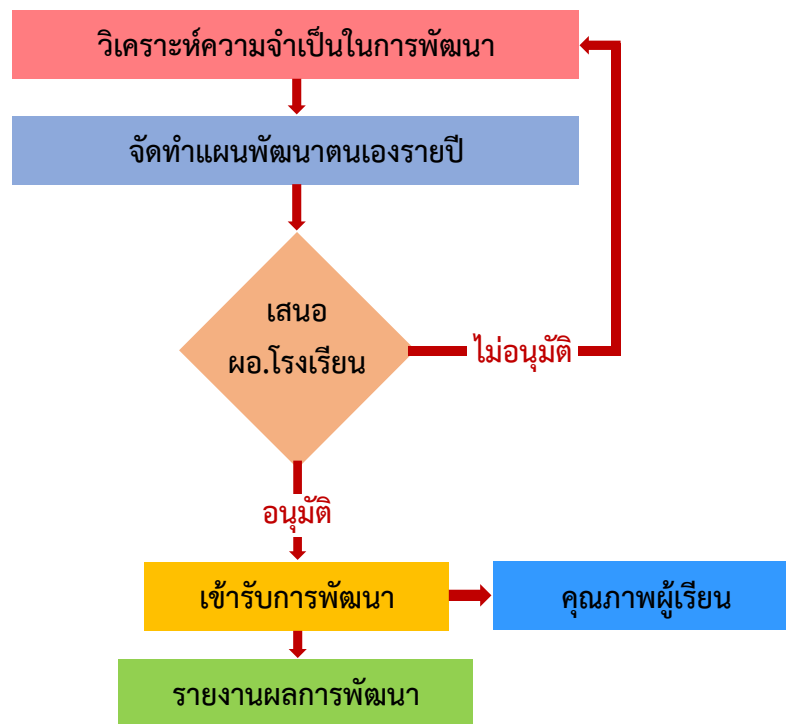 วิเคราะห์ความจำเป็นในการพัฒนา
จัดทำแผนพัฒนาตนเองรายปี
เสนอ
ผอ.โรงเรียน
ไม่อนุมัติ
อนุมัติ
เข้ารับการพัฒนา
คุณภาพผู้เรียน
รายงานผลการพัฒนา